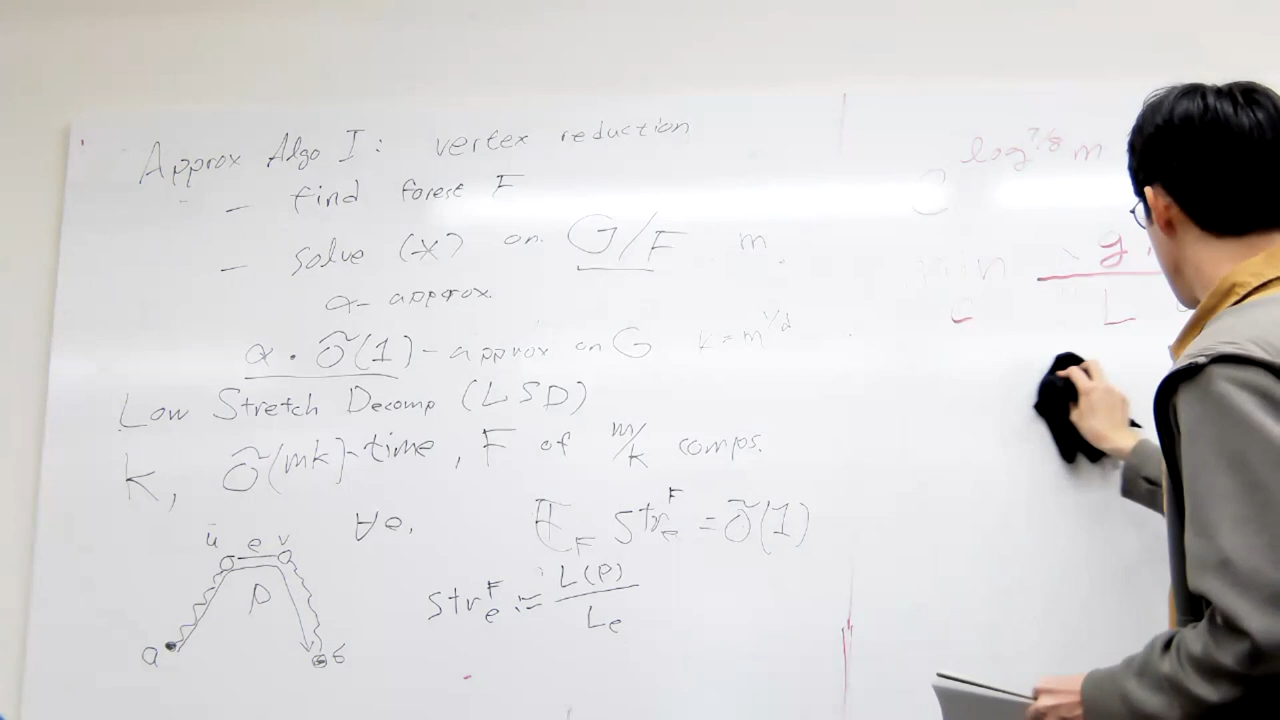 Approx Algo I: vertex reduction
- find forest F
- solve (*) on G/F m
α-approx.
α · Õ(1)-approx on G k = m^{1/d}
Low Stretch Decomp (LSD)
k, Õ(mk)-time, F of m/k comps.
∀e, E_F str_e^F = Õ(1)
u e v
p
str_e^F := L(p)/L_e
a b
log^{7/8} m
min g
c L